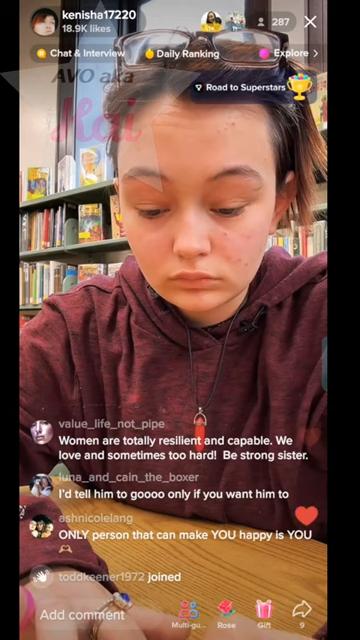 kenisha17220
18.9K likes
287
Chat & Interview
Daily Ranking
Explore >
AVO aka
Kai
Road to Superstars
value_life_not_pipe
Women are totally resilient and capable. We
love and sometimes too hard! Be strong sister.
luna_and_cain_the_boxer
I'd tell him to goooo only if you want him to
ashnicolelang
ONLY person that can make YOU happy is YOU
toddkeener1972 joined
Add comment
Multi-gu...
Rose
Gift
9